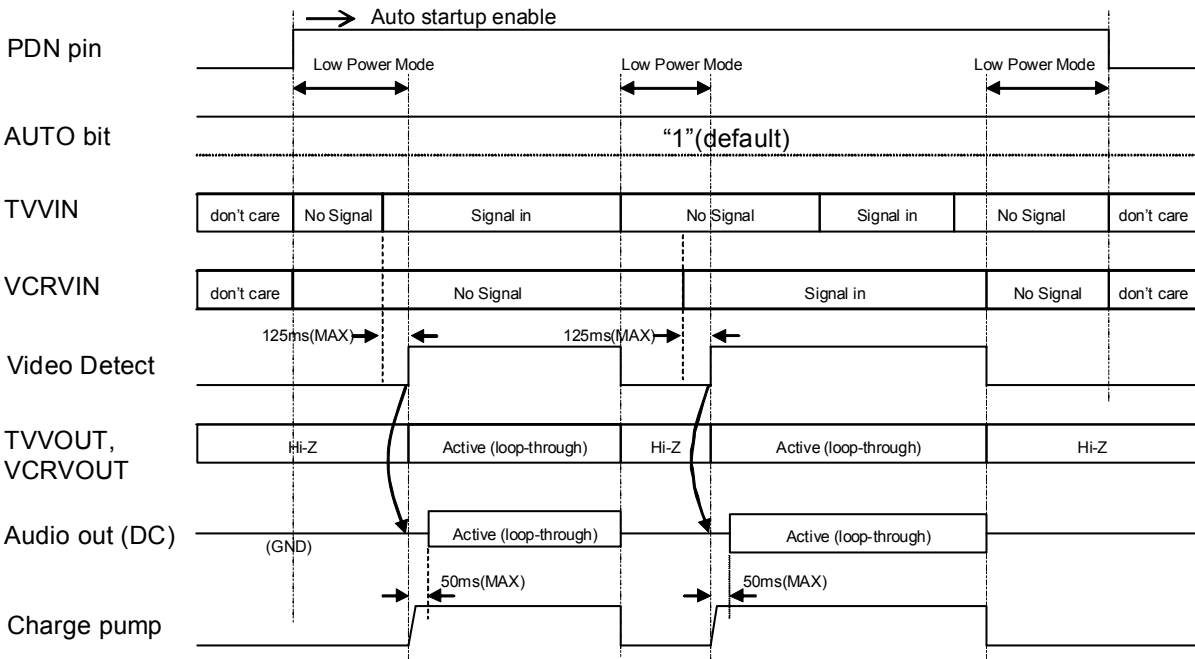 Auto startup enable
PDN pin
Low Power Mode Low Power Mode Low Power Mode
AUTO bit
“1”(default)
TVVIN
don't care No Signal Signal in No Signal Signal in No Signal don't care
VCRVIN
don't care No Signal Signal in No Signal don't care
125ms(MAX) 125ms(MAX)
Video Detect
TVVOUT,
VCRVOUT
Hi-Z Active (loop-through) Hi-Z Active (loop-through) Hi-Z
Audio out (DC)
(GND)
Active (loop-through) Active (loop-through)
50ms(MAX) 50ms(MAX)
Charge pump